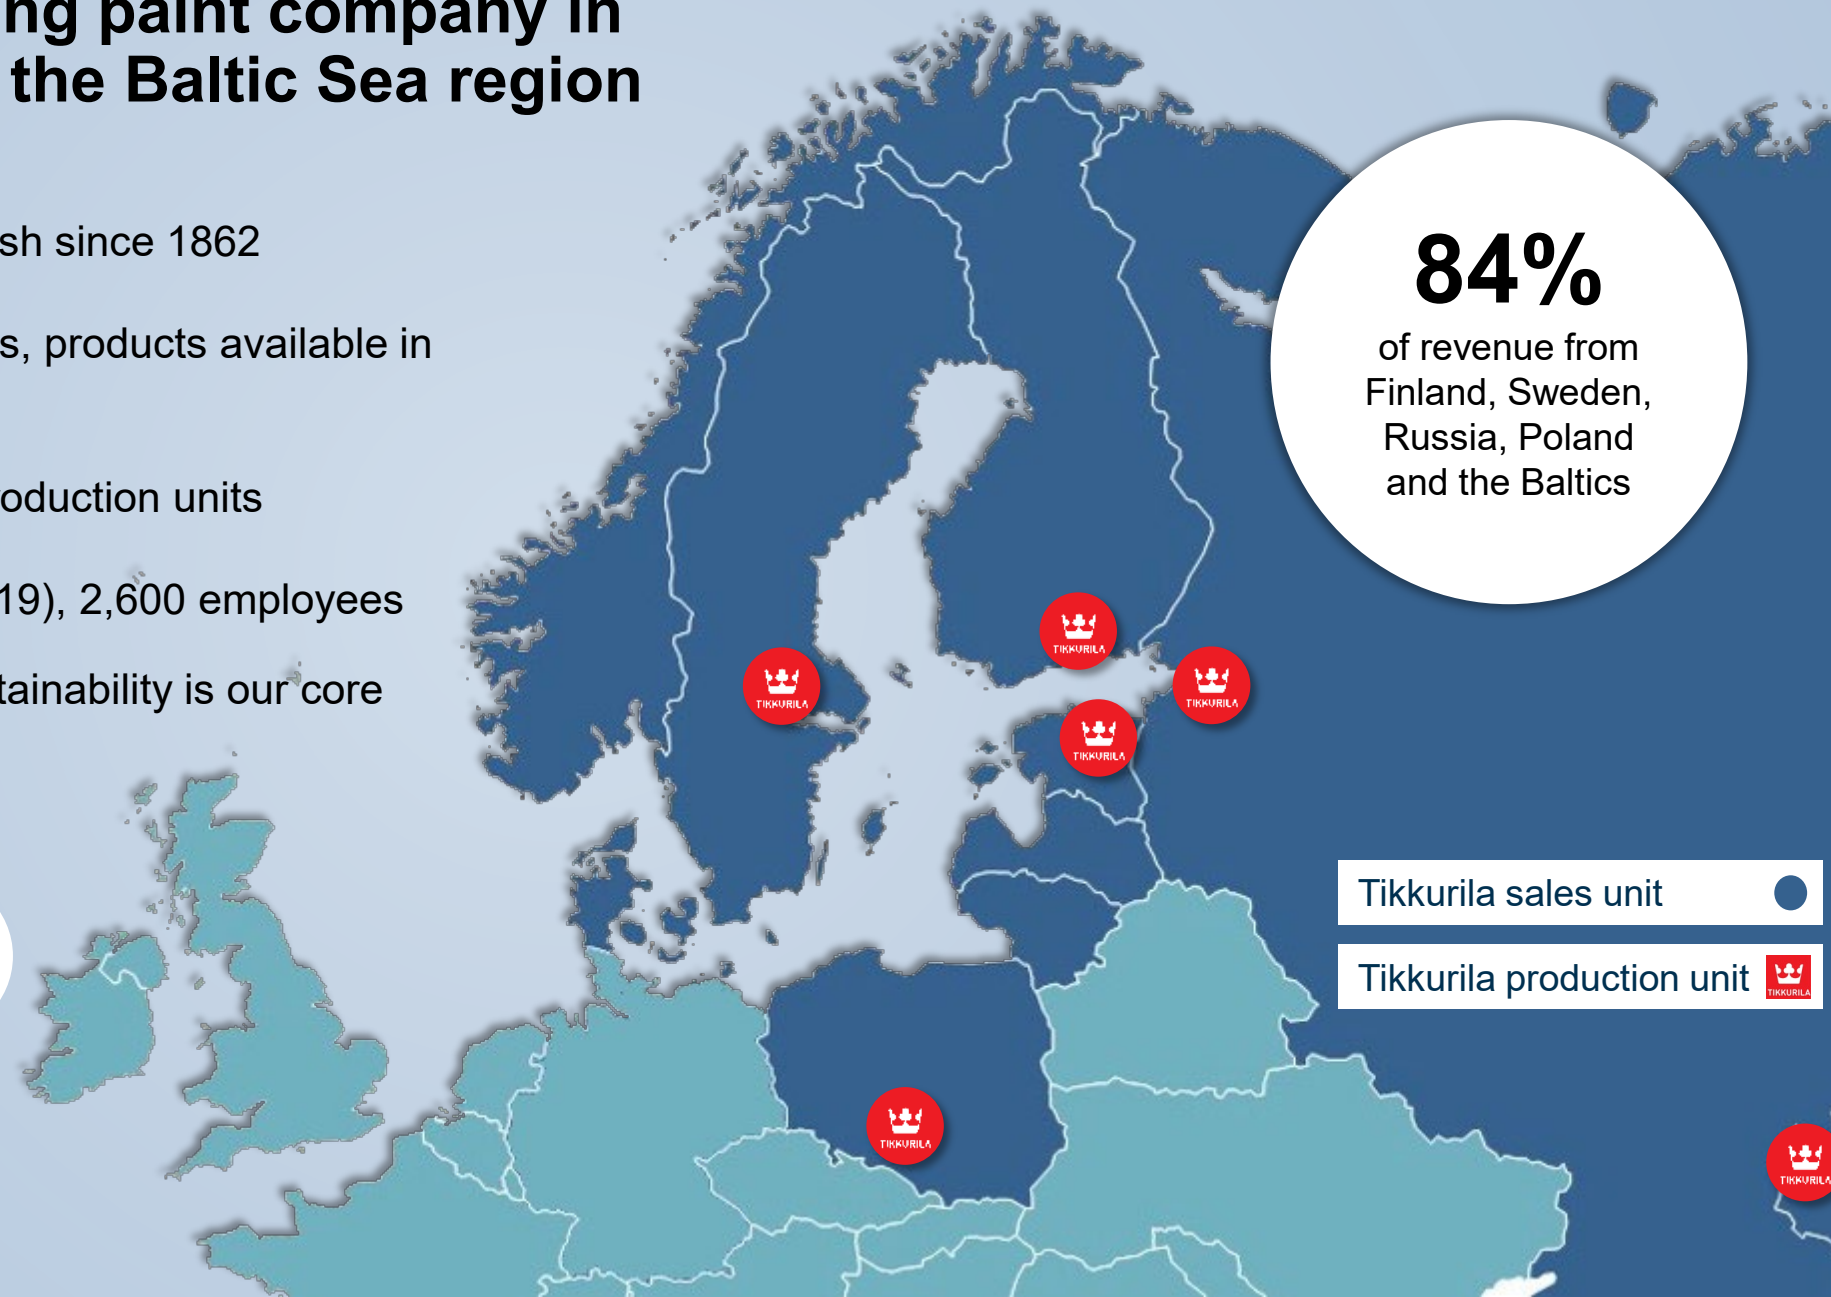 ng paint company in
the Baltic Sea region
sh since 1862
s, products available in
oduction units
19), 2,600 employees
tainability is our core
84%
of revenue from
Finland, Sweden,
Russia, Poland
and the Baltics
TIKKURILA
TIKKURILA
TIKKURILA
TIKKURILA
Tikkurila sales unit
Tikkurila production unit
TIKKURILA
TIKKURILA
TIKKURILA